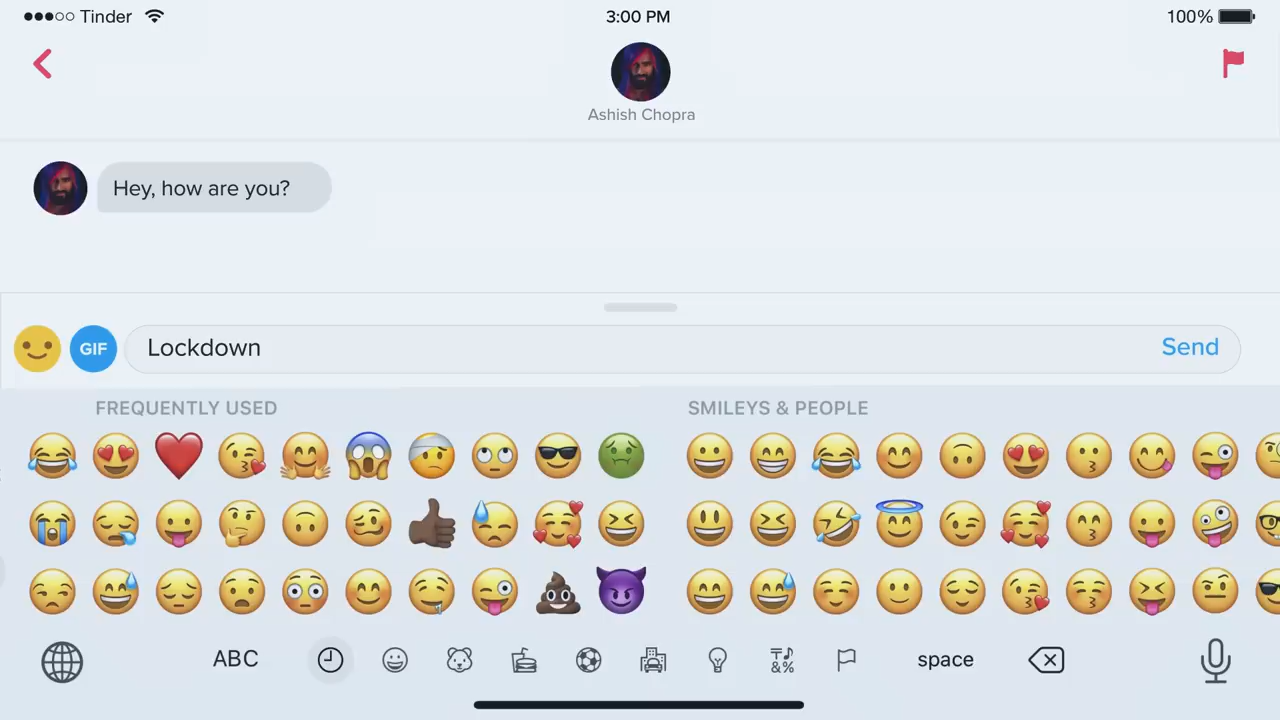 Tinder
3:00 PM
100%
Ashish Chopra
Hey, how are you?
GIF
Lockdown
Send
FREQUENTLY USED
SMILEYS & PEOPLE
ABC
&%
space